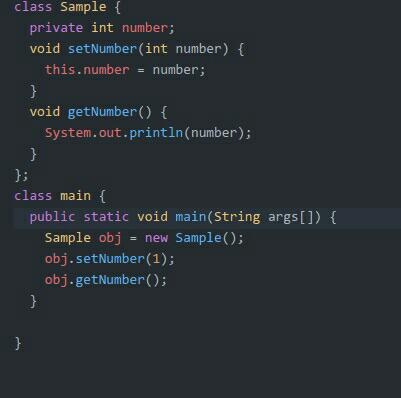 class Sample {
  private int number;
  void setNumber(int number) {
    this.number = number;
  }
  void getNumber() {
    System.out.println(number);
  }
};
class main {
  public static void main(String args[]) {
    Sample obj = new Sample();
    obj.setNumber(1);
    obj.getNumber();
  }
}